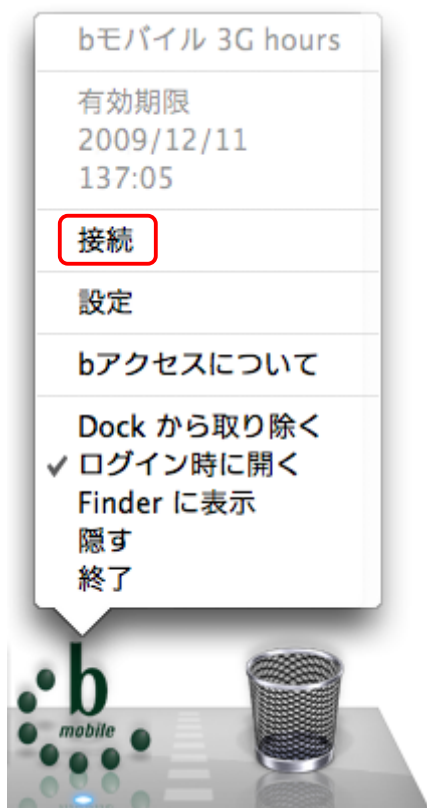 bモバイル 3G hours
有効期限
2009/12/11
137:05
接続
設定
bアクセスについて
Dock から取り除く
✓ ログイン時に開く
Finder に表示
隠す
終了
b
mobile